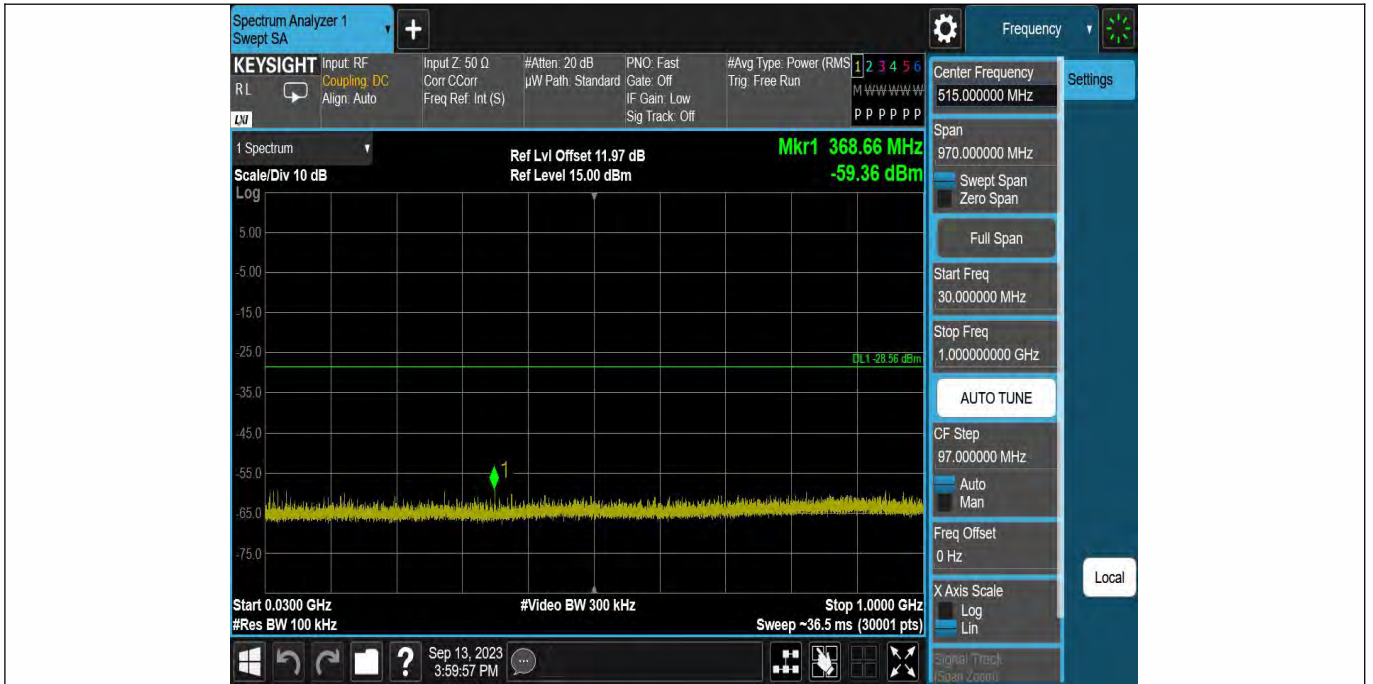 Spectrum Analyzer 1
Swept SA
+
Frequency
KEYSIGHT
RL
LXI
Input: RF
Coupling: DC
Align: Auto
Input Z: 50 Ω
Corr CCorr
Freq Ref: Int (S)
#Atten: 20 dB
µW Path: Standard
PNO: Fast
Gate: Off
IF Gain: Low
Sig Track: Off
#Avg Type: Power (RMS
Trig: Free Run
1 2 3 4 5 6
M W W W W W
P P P P P P
Center Frequency
515.000000 MHz
Settings
1 Spectrum
Scale/Div 10 dB
Ref Lvl Offset 11.97 dB
Ref Level 15.00 dBm
Mkr1 368.66 MHz
-59.36 dBm
Log
5.00
-5.00
-15.0
-25.0
-35.0
-45.0
-55.0
-65.0
-75.0
DL1 -28.56 dBm
1
Start 0.0300 GHz
#Res BW 100 kHz
#Video BW 300 kHz
Stop 1.0000 GHz
Sweep ~36.5 ms (30001 pts)
Span
970.000000 MHz
Swept Span
Zero Span
Full Span
Start Freq
30.000000 MHz
Stop Freq
1.000000000 GHz
AUTO TUNE
CF Step
97.000000 MHz
Auto
Man
Freq Offset
0 Hz
X Axis Scale
Log
Lin
Signal Track
(Span Zoom)
Local
?
Sep 13, 2023
3:59:57 PM